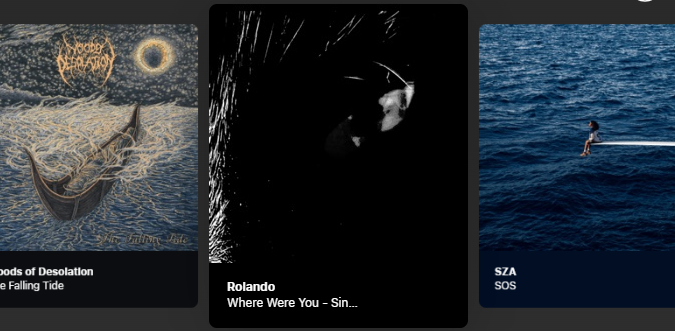 WOODS OF DESOLATION
The Falling Tide
oods of Desolation
e Falling Tide
Rolando
Where Were You - Sin...
SZA
SOS